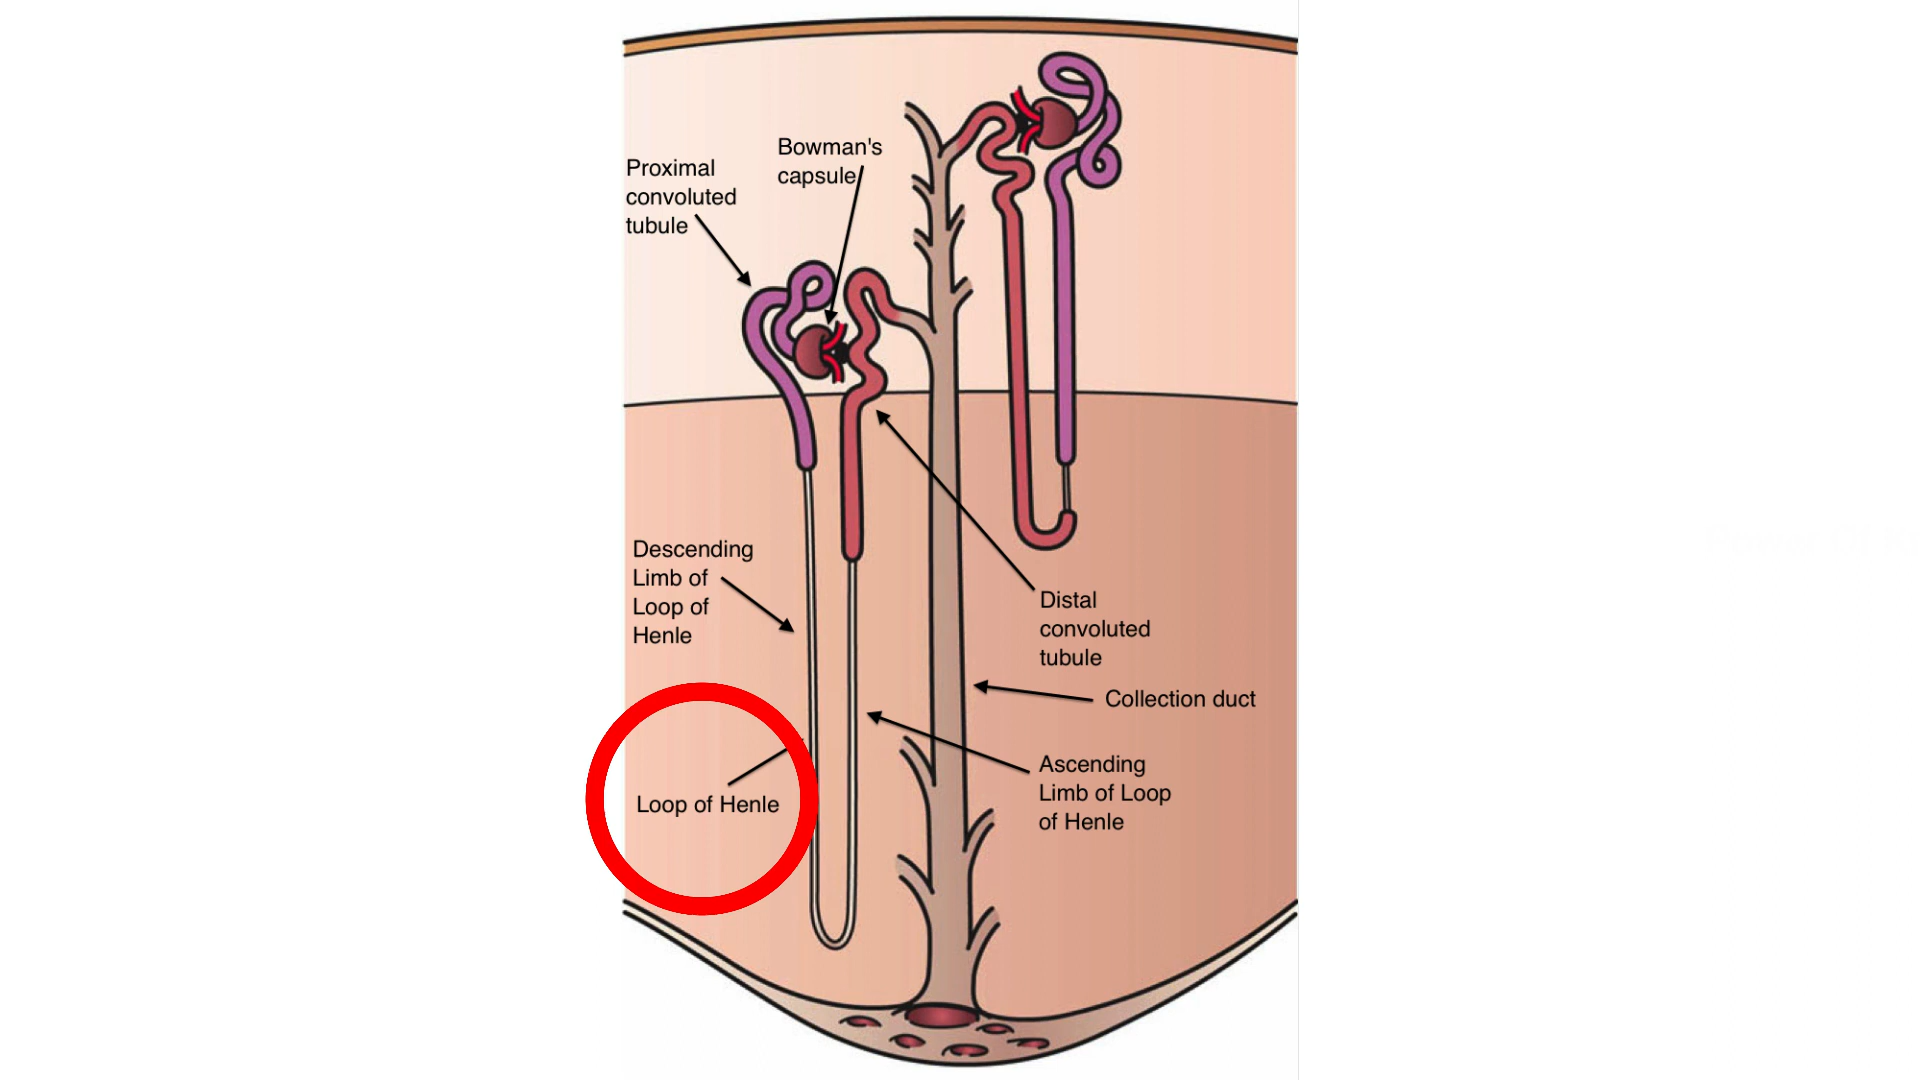 Bowman's
capsule
Proximal
convoluted
tubule
Descending
Limb of
Loop of
Henle
Distal
convoluted
tubule
Collection duct
Ascending
Limb of Loop
of Henle
Loop of Henle